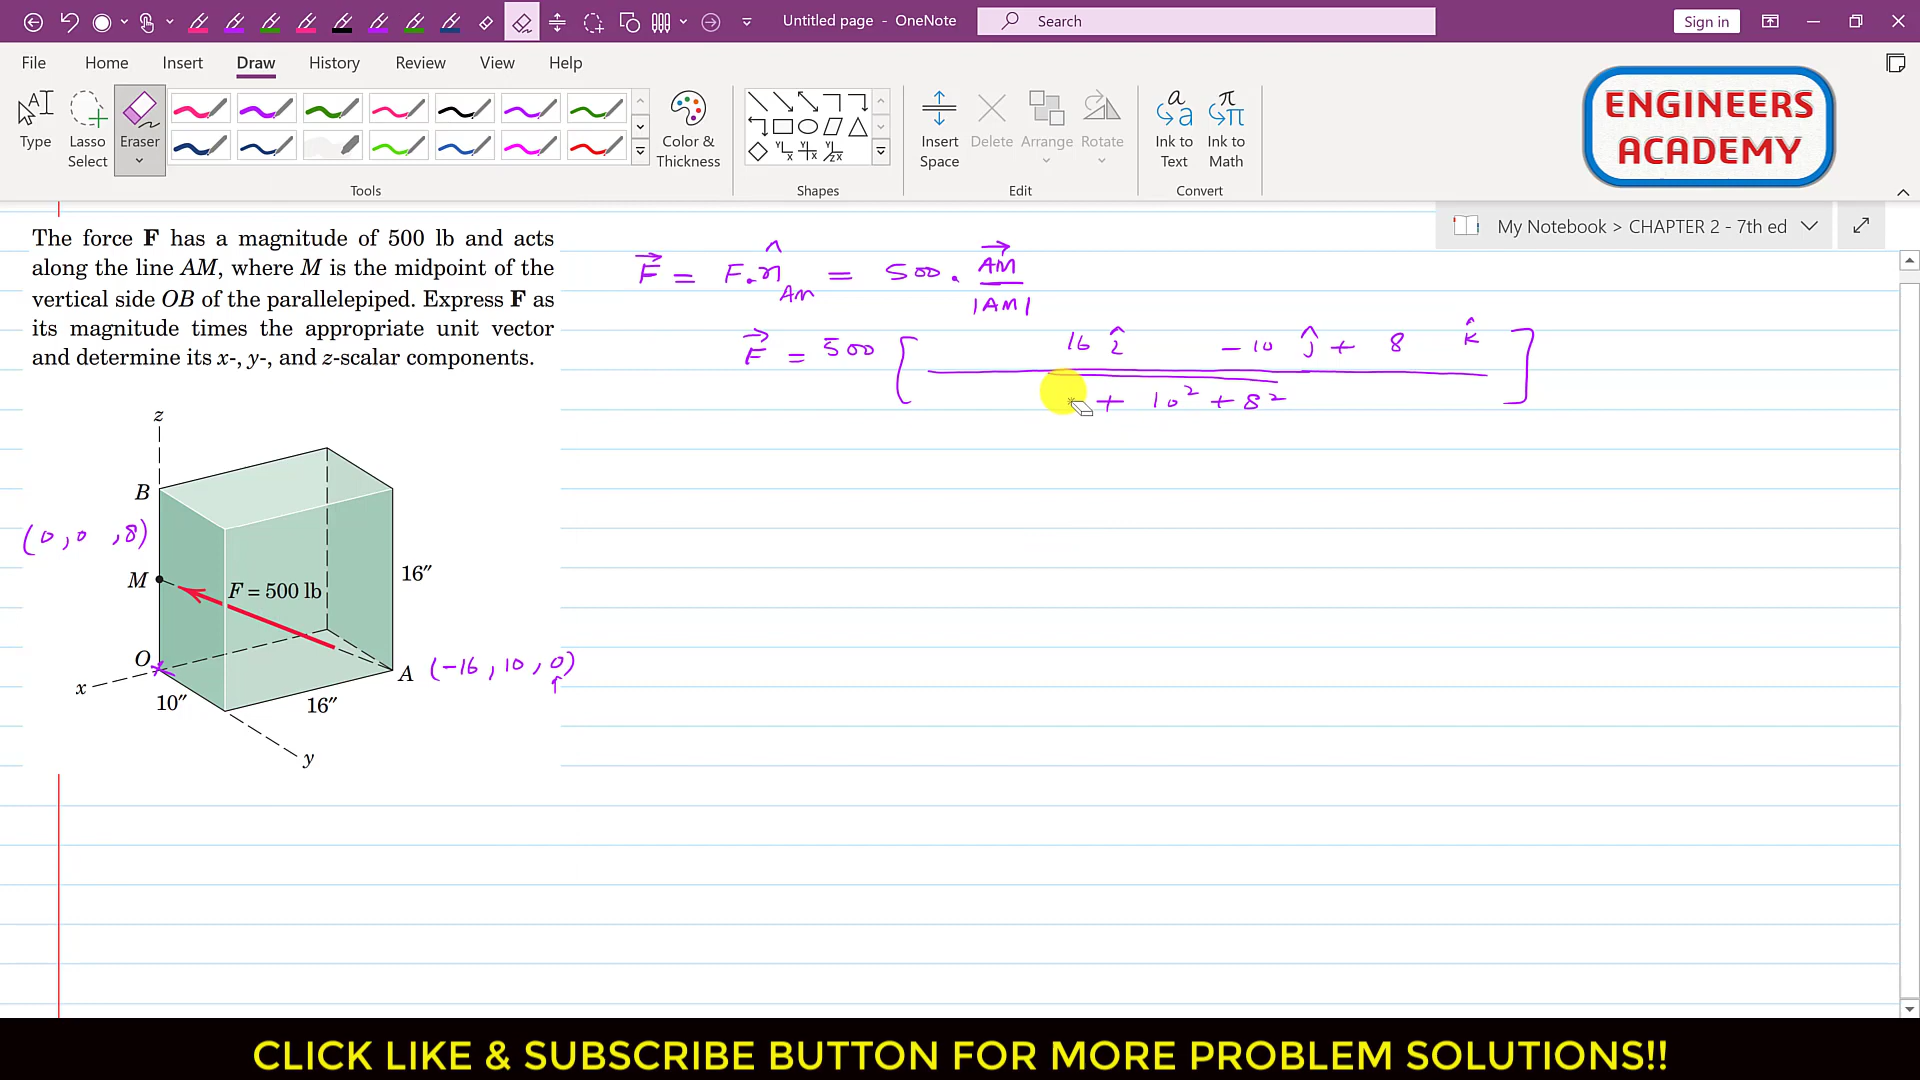 Untitled page - OneNote
Search
Sign in
File Home Insert Draw History Review View Help
Type
Lasso Select
Eraser
Color & Thickness
Insert Space
Delete
Arrange
Rotate
Ink to Text
Ink to Math
Tools
Shapes
Edit
Convert
ENGINEERS
ACADEMY
My Notebook > CHAPTER 2 - 7th ed
The force F has a magnitude of 500 lb and acts
along the line AM, where M is the midpoint of the
vertical side OB of the parallelepiped. Express F as
its magnitude times the appropriate unit vector
and determine its x-, y-, and z-scalar components.
F⃗ = F.n̂AM = 500 . AM⃗ / |AM|
F⃗ = 500 [ 16 î - 10 ĵ + 8 k̂
+ 10² + 8² ]
z
B
(0, 0 ,8)
M
F = 500 lb
16″
O
A (-16, 10, 0)
x
10″
16″
y
CLICK LIKE & SUBSCRIBE BUTTON FOR MORE PROBLEM SOLUTIONS!!